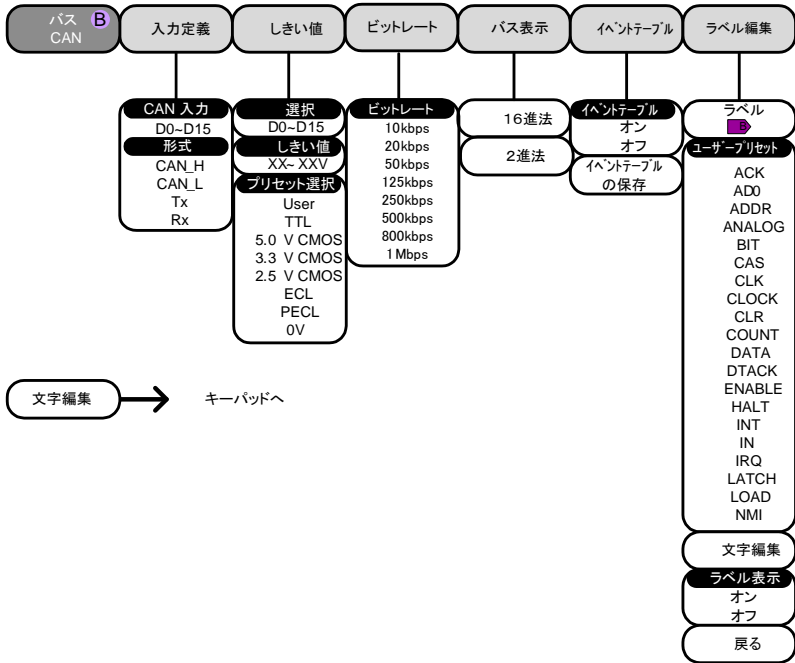 バス B
CAN
入力定義
しきい値
ビットレート
バス表示
イベントテーブル
ラベル編集
CAN 入力
D0~D15
形式
CAN_H
CAN_L
Tx
Rx
選択
D0~D15
しきい値
XX~ XXV
プリセット選択
User
TTL
5.0 V CMOS
3.3 V CMOS
2.5 V CMOS
ECL
PECL
0V
ビットレート
10kbps
20kbps
50kbps
125kbps
250kbps
500kbps
800kbps
1Mbps
16進法
2進法
イベントテーブル
オン
オフ
イベントテーブル
の保存
ラベル
B
ユーザープリセット
ACK
AD0
ADDR
ANALOG
BIT
CAS
CLK
CLOCK
CLR
COUNT
DATA
DTACK
ENABLE
HALT
INT
IN
IRQ
LATCH
LOAD
NMI
文字編集
ラベル表示
オン
オフ
戻る
文字編集
キーパッドへ